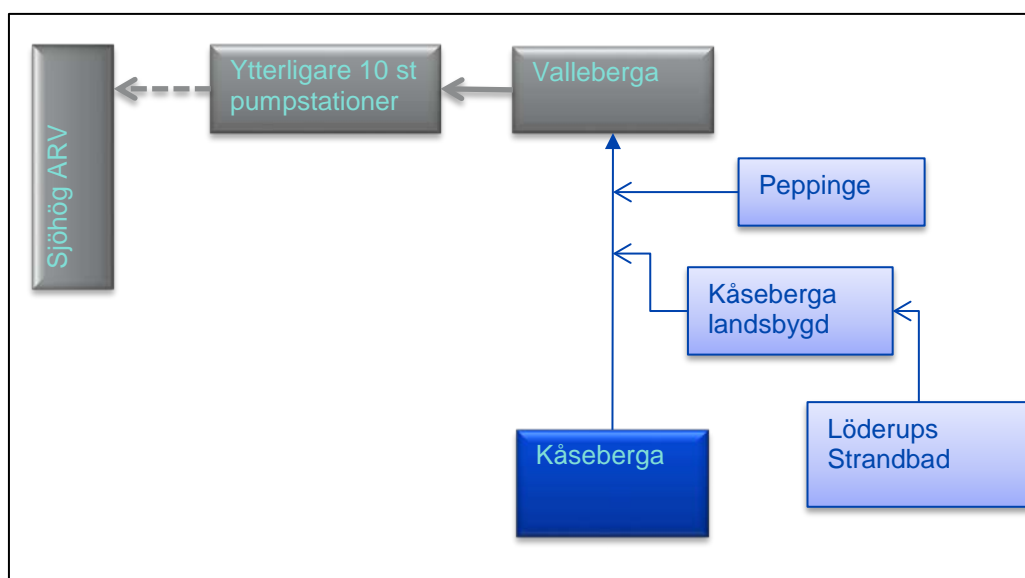 Sjöhög ARV
Ytterligare 10 st
pumpstationer
Valleberga
Peppinge
Kåseberga
landsbygd
Löderups
Strandbad
Kåseberga